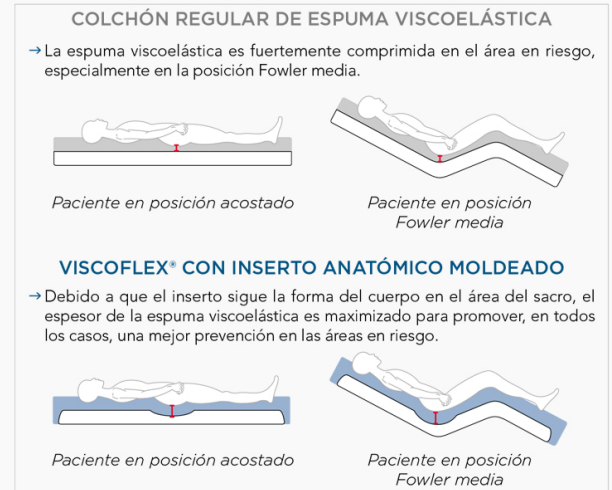 COLCHÓN REGULAR DE ESPUMA VISCOELÁSTICA
→ La espuma viscoelástica es fuertemente comprimida en el área en riesgo,
especialmente en la posición Fowler media.
Paciente en posición acostado
Paciente en posición
Fowler media
VISCOFLEX® CON INSERTO ANATÓMICO MOLDEADO
→ Debido a que el inserto sigue la forma del cuerpo en el área del sacro, el
espesor de la espuma viscoelástica es maximizado para promover, en todos
los casos, una mejor prevención en las áreas en riesgo.
Paciente en posición acostado
Paciente en posición
Fowler media